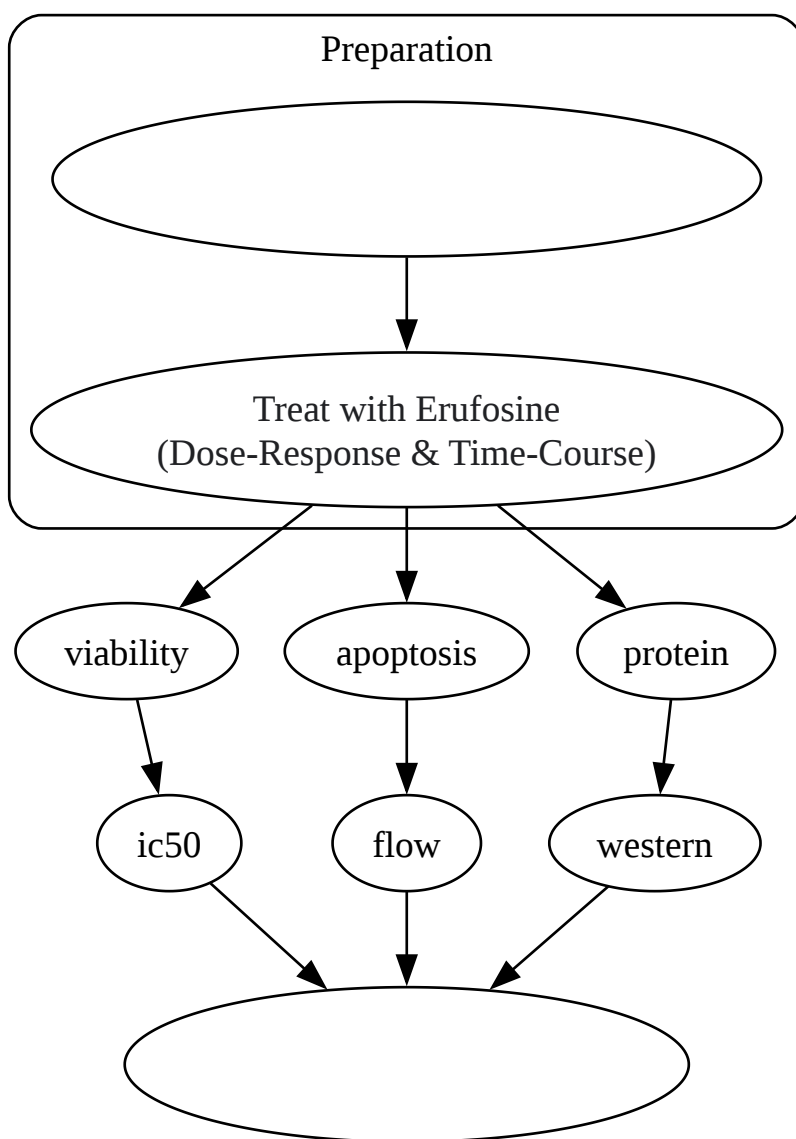 Preparation
Treat with Erufosine
(Dose-Response & Time-Course)
viability
apoptosis
protein
ic50
flow
western